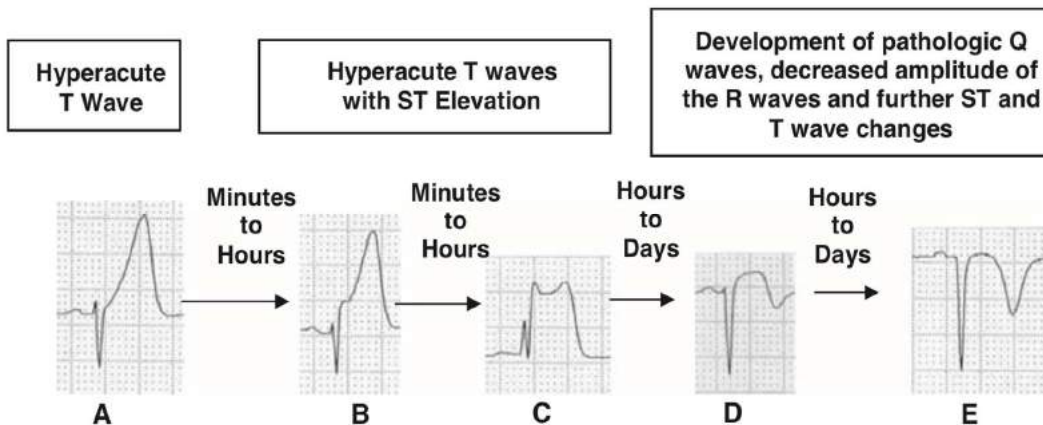 Hyperacute
T Wave
Hyperacute T waves
with ST Elevation
Development of pathologic Q
waves, decreased amplitude of
the R waves and further ST and
T wave changes
Minutes
to
Hours
Minutes
to
Hours
Hours
to
Days
Hours
to
Days
A
B
C
D
E